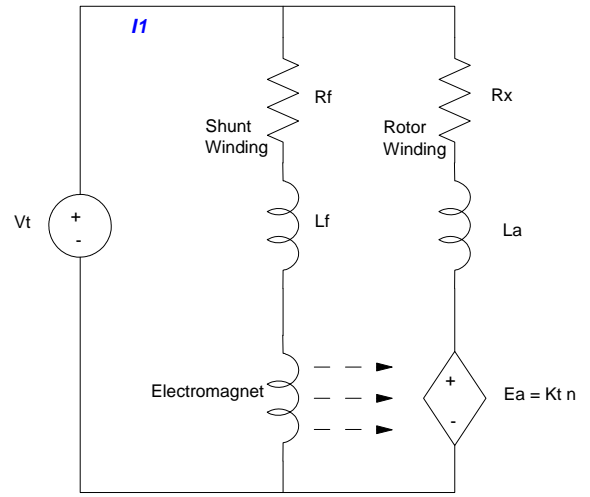 I1
Rf
Rx
Shunt
Winding
Rotor
Winding
Lf
La
Vt
+
-
Electromagnet
+
-
Ea = Kt n